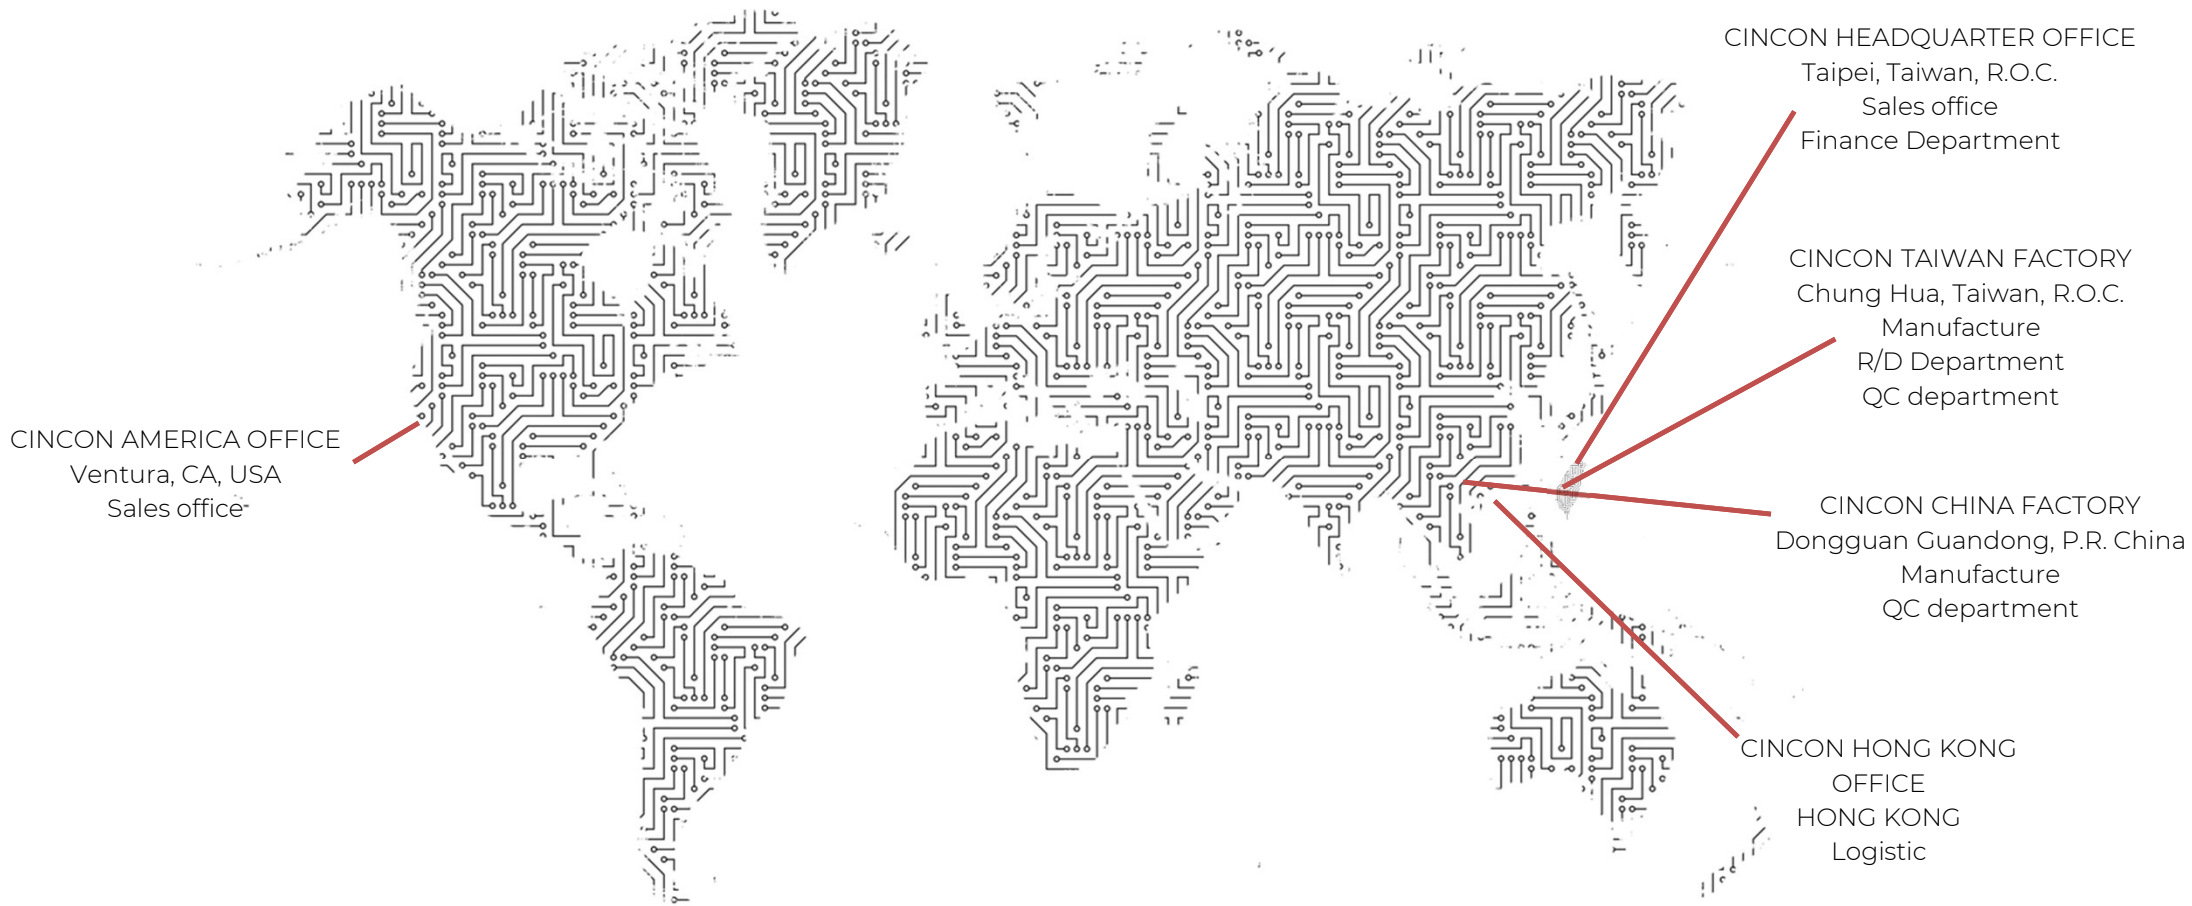 CINCON HEADQUARTER OFFICE
Taipei, Taiwan, R.O.C.
Sales office
Finance Department
CINCON TAIWAN FACTORY
Chung Hua, Taiwan, R.O.C.
Manufacture
R/D Department
QC department
CINCON AMERICA OFFICE
Ventura, CA, USA
Sales office
CINCON CHINA FACTORY
Dongguan Guandong, P.R. China
Manufacture
QC department
CINCON HONG KONG
OFFICE
HONG KONG
Logistic